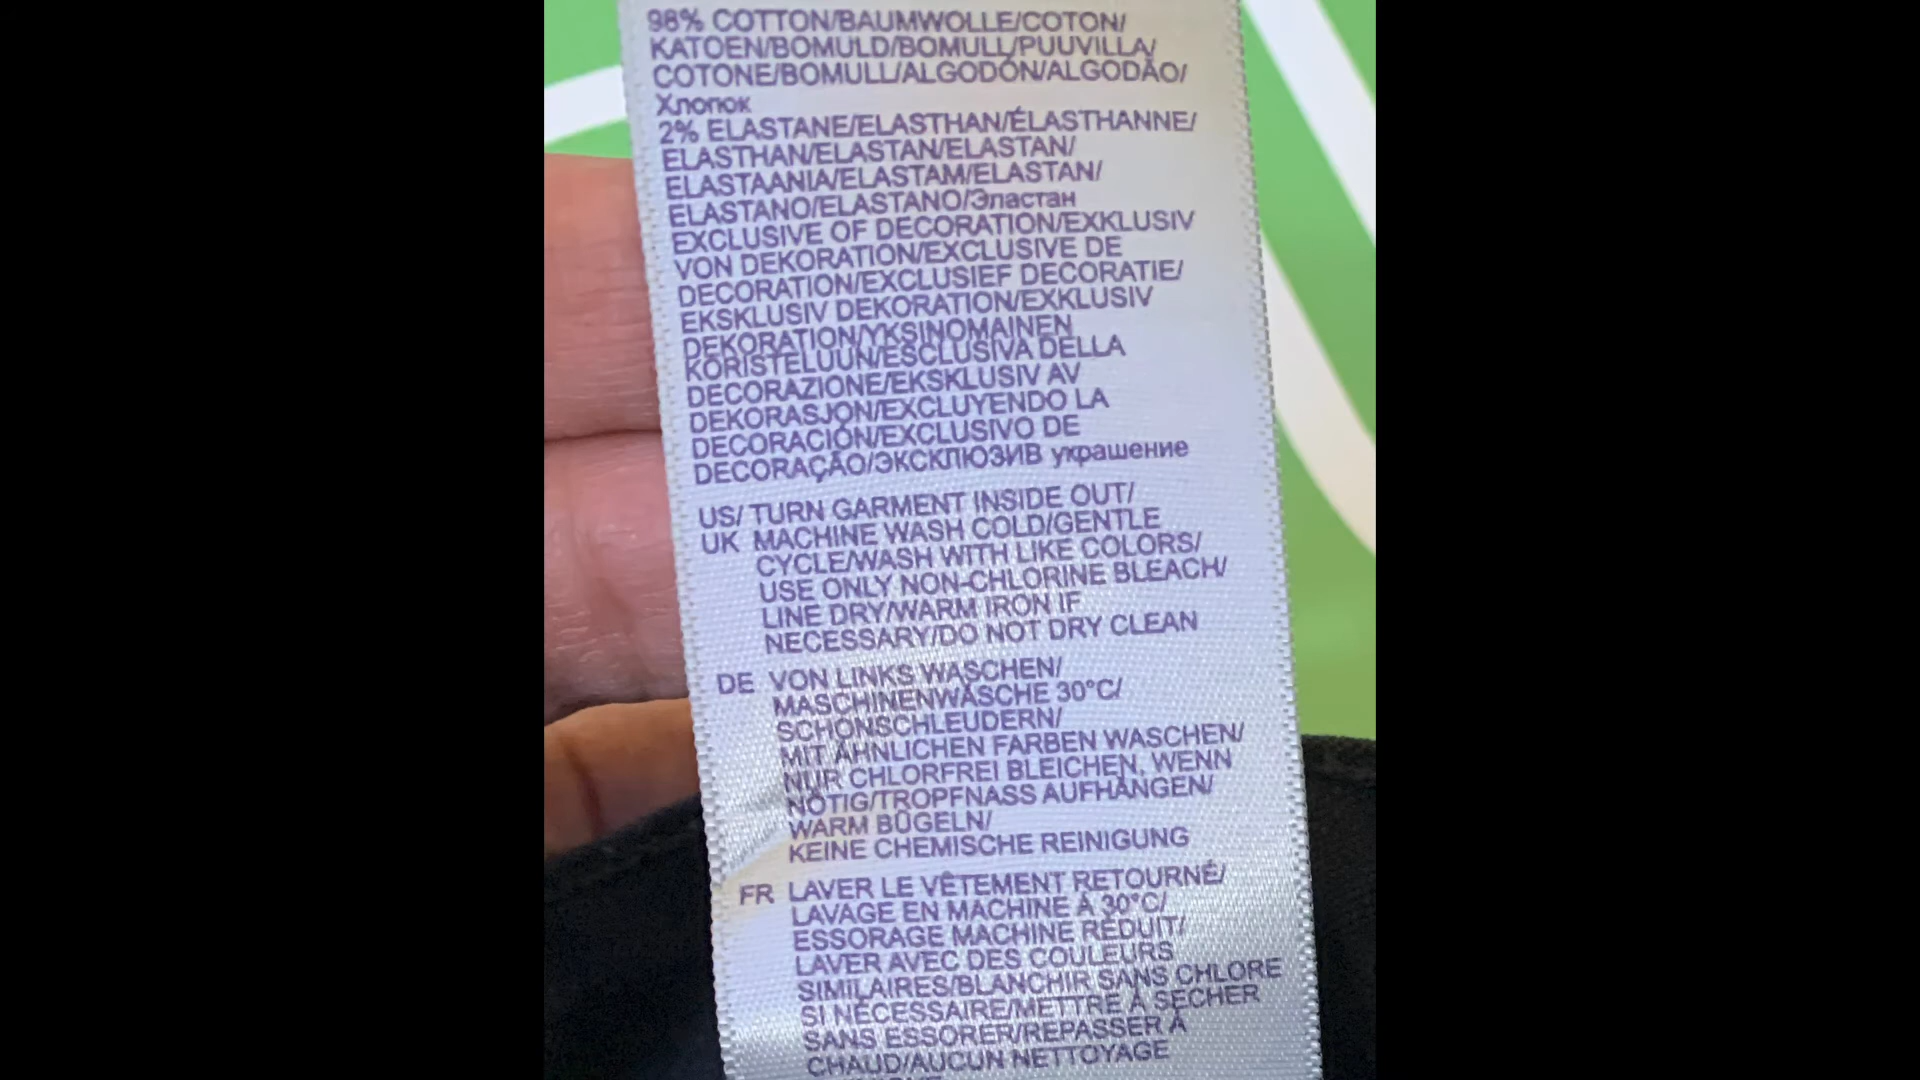 98% COTTON/BAUMWOLLE/COTON/
KATOEN/BOMULD/BOMULL/PUUVILLA/
COTONE/BOMULL/ALGODÓN/ALGODÃO/
Хлопок
2% ELASTANE/ELASTHAN/ÉLASTHANNE/
ELASTHAN/ELASTAN/ELASTAN/
ELASTAANIA/ELASTAM/ELASTAN/
ELASTANO/ELASTANO/Эластан
EXCLUSIVE OF DECORATION/EXKLUSIV
VON DEKORATION/EXCLUSIVE DE
DECORATION/EXCLUSIEF DECORATIE/
EKSKLUSIV DEKORATION/EXKLUSIV
DEKORATION/YKSINOMAINEN
KORISTELUUN/ESCLUSIVA DELLA
DECORAZIONE/EKSKLUSIV AV
DEKORASJON/EXCLUYENDO LA
DECORACIÓN/EXCLUSIVO DE
DECORAÇÃO/ЭКСКЛЮЗИВ украшение
US/ TURN GARMENT INSIDE OUT/
UK MACHINE WASH COLD/GENTLE
CYCLE/WASH WITH LIKE COLORS/
USE ONLY NON-CHLORINE BLEACH/
LINE DRY/WARM IRON IF
NECESSARY/DO NOT DRY CLEAN
DE VON LINKS WASCHEN/
MASCHINENWÄSCHE 30°C/
SCHONSCHLEUDERN/
MIT ÄHNLICHEN FARBEN WASCHEN/
NUR CHLORFREI BLEICHEN, WENN
NÖTIG/TROPFNASS AUFHÄNGEN/
WARM BÜGELN/
KEINE CHEMISCHE REINIGUNG
FR LAVER LE VÊTEMENT RETOURNÉ/
LAVAGE EN MACHINE À 30°C/
ESSORAGE MACHINE RÉDUIT/
LAVER AVEC DES COULEURS
SIMILAIRES/BLANCHIR SANS CHLORE
SI NÉCESSAIRE/METTRE À SÉCHER
SANS ESSORER/REPASSER À
CHAUD/AUCUN NETTOYAGE